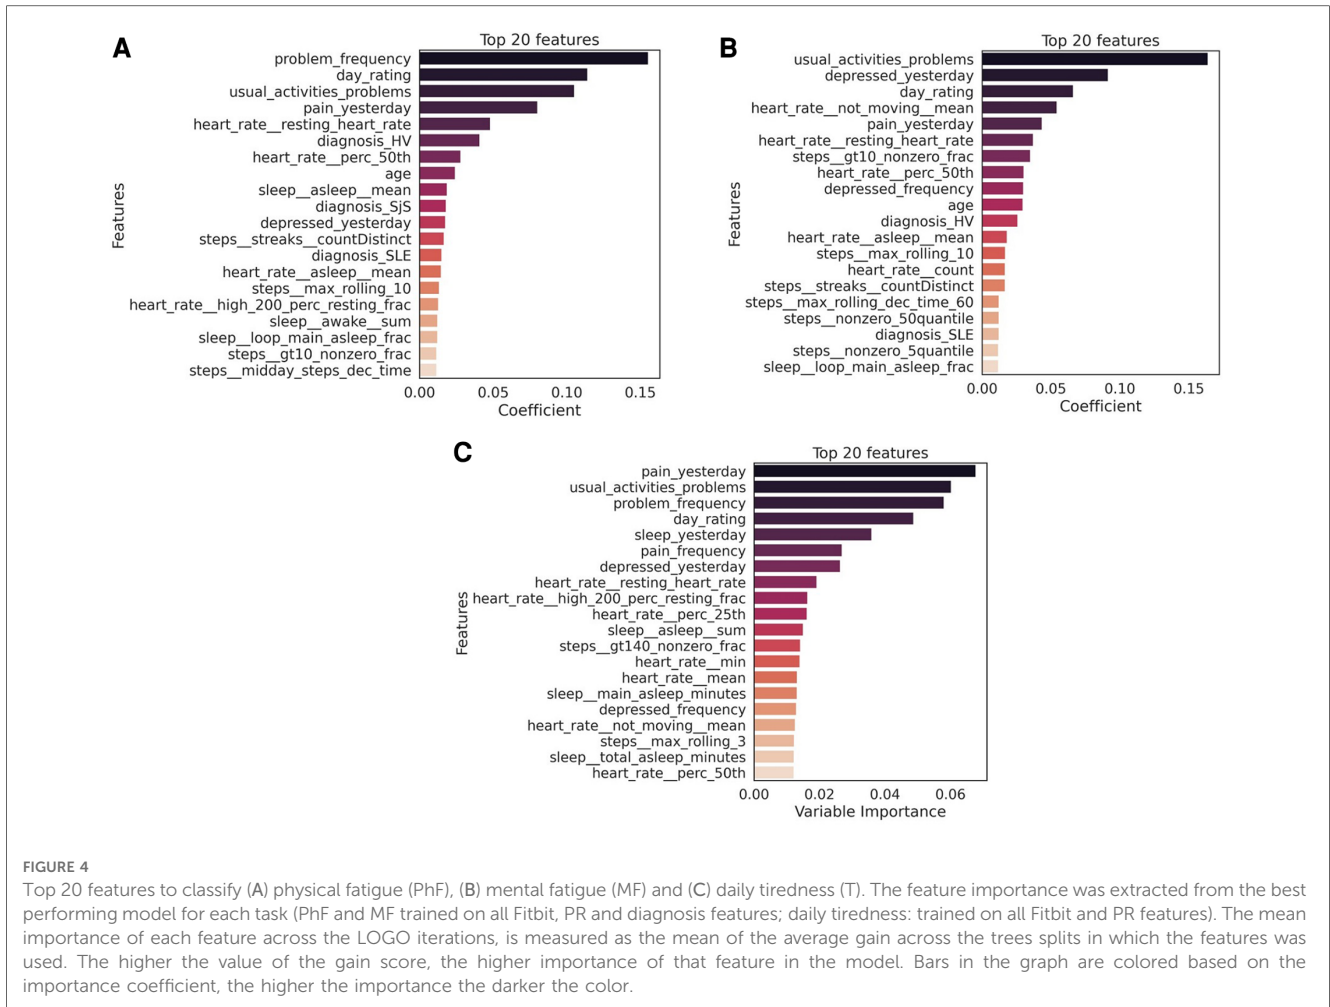 A
Top 20 features
problem_frequency
day_rating
usual_activities_problems
pain_yesterday
heart_rate__resting_heart_rate
diagnosis_HV
heart_rate__perc_50th
age
sleep__asleep__mean
diagnosis_SjS
depressed_yesterday
steps__streaks__countDistinct
diagnosis_SLE
heart_rate__asleep__mean
steps__max_rolling_10
heart_rate__high_200_perc_resting_frac
sleep__awake__sum
sleep__loop_main_asleep_frac
steps__gt10_nonzero_frac
steps__midday_steps_dec_time
Features
0.00 0.05 0.10 0.15
Coefficient
B
Top 20 features
usual_activities_problems
depressed_yesterday
day_rating
heart_rate__not_moving__mean
pain_yesterday
heart_rate__resting_heart_rate
steps__gt10_nonzero_frac
heart_rate__perc_50th
depressed_frequency
age
diagnosis_HV
heart_rate__asleep__mean
steps__max_rolling_10
heart_rate__count
steps__streaks__countDistinct
steps__max_rolling_dec_time_60
steps__nonzero_50quantile
diagnosis_SLE
steps__nonzero_5quantile
sleep__loop_main_asleep_frac
Features
0.00 0.05 0.10 0.15
Coefficient
C
Top 20 features
pain_yesterday
usual_activities_problems
problem_frequency
day_rating
sleep_yesterday
pain_frequency
depressed_yesterday
heart_rate__resting_heart_rate
heart_rate__high_200_perc_resting_frac
heart_rate__perc_25th
sleep__asleep__sum
steps__gt140_nonzero_frac
heart_rate__min
heart_rate__mean
sleep__main_asleep_minutes
depressed_frequency
heart_rate__not_moving__mean
steps__max_rolling_3
sleep__total_asleep_minutes
heart_rate__perc_50th
Features
0.00 0.02 0.04 0.06
Variable Importance
FIGURE 4
Top 20 features to classify (A) physical fatigue (PhF), (B) mental fatigue (MF) and (C) daily tiredness (T). The feature importance was extracted from the best
performing model for each task (PhF and MF trained on all Fitbit, PR and diagnosis features; daily tiredness: trained on all Fitbit and PR features). The mean
importance of each feature across the LOGO iterations, is measured as the mean of the average gain across the trees splits in which the features was
used. The higher the value of the gain score, the higher importance of that feature in the model. Bars in the graph are colored based on the
importance coefficient, the higher the importance the darker the color.